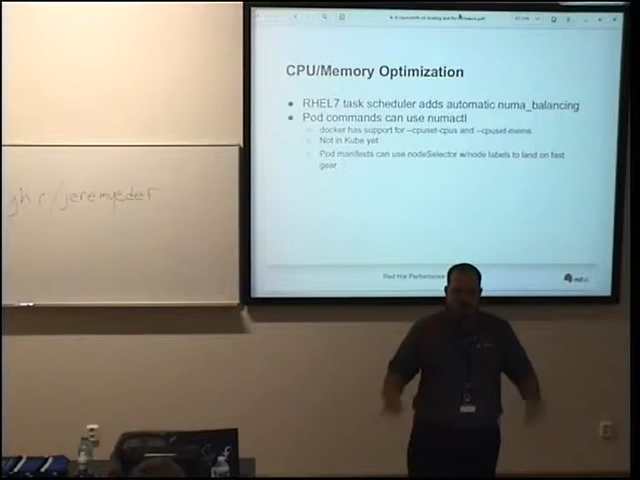 CPU/Memory Optimization
RHEL7 task scheduler adds automatic numa_balancing
Pod commands can use numactl
docker has support for --cpuset-cpus and --cpuset-mems
Not in Kube yet
Pod manifests can use nodeSelector w/node labels to land on fast
gear
/jeremyeder
Red Hat Performance